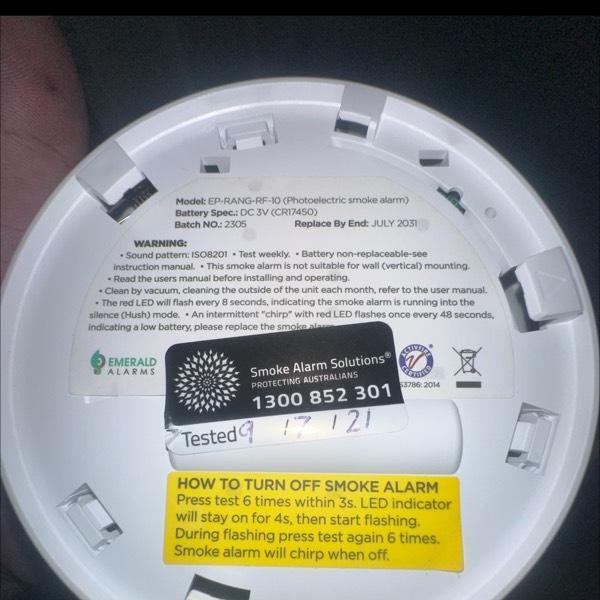 Model: EP-RANG-RF-10 (Photoelectric smoke alarm)
Battery Spec.: DC 3V (CR17450)
Batch NO.: 2305 Replace By End: JULY 2031
WARNING:
• Sound pattern: ISO8201 • Test weekly. • Battery non-replaceable-see
instruction manual. • This smoke alarm is not suitable for wall (vertical) mounting.
• Read the users manual before installing and operating.
• Clean by vacuum, cleaning the outside of the unit each month, refer to the user manual.
• The red LED will flash every 8 seconds, indicating the smoke alarm is running into the
silence (Hush) mode. • An intermittent "chirp" with red LED flashes once every 48 seconds,
indicating a low battery, please replace the smoke alarm
EMERALD
ALARMS
Smoke Alarm Solutions®
PROTECTING AUSTRALIANS
1300 852 301
Tested 9 17 121
ACTIVFIRE
CERTIFIED
S3786: 2014
HOW TO TURN OFF SMOKE ALARM
Press test 6 times within 3s. LED indicator
will stay on for 4s, then start flashing.
During flashing press test again 6 times.
Smoke alarm will chirp when off.